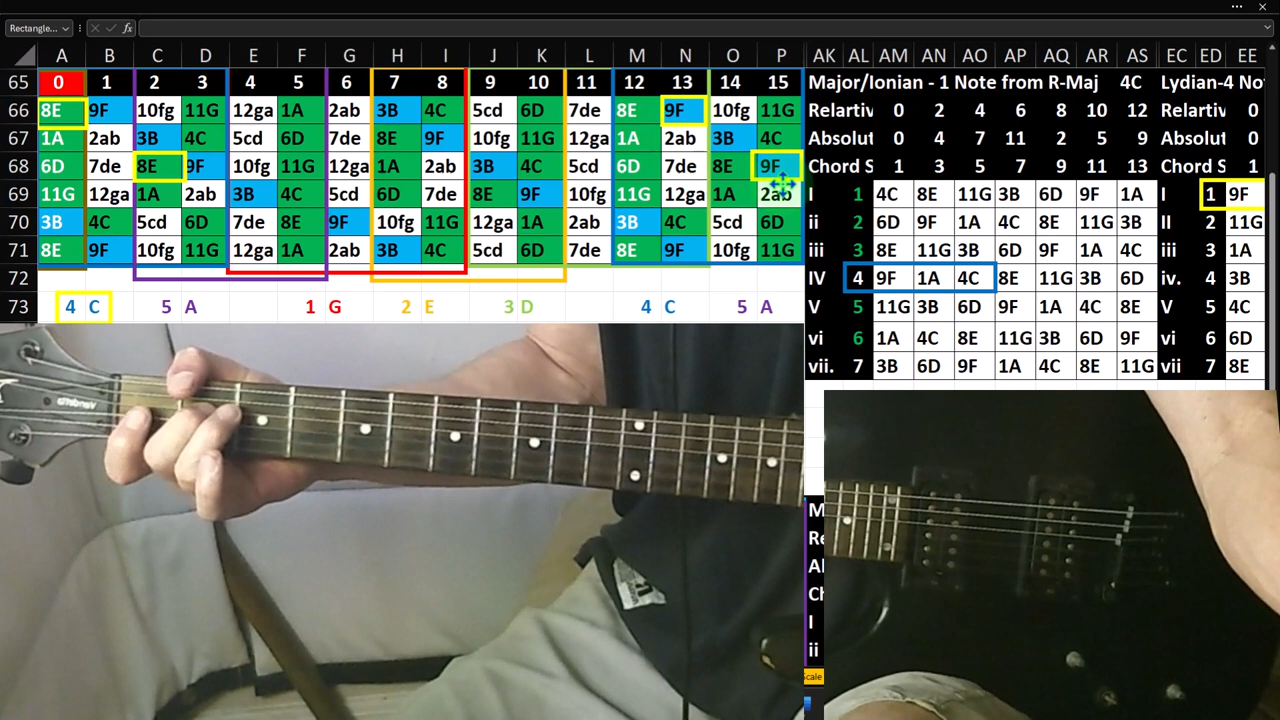 Rectangle... fx
A B C D E F G H I J K L M N O P AK AL AM AN AO AP AQ AR AS EC ED EE
65 0 1 2 3 4 5 6 7 8 9 10 11 12 13 14 15 Major/Ionian - 1 Note from R-Maj 4C Lydian-4 No
66 8E 9F 10fg 11G 12ga 1A 2ab 3B 4C 5cd 6D 7de 8E 9F 10fg 11G Relartiv 0 2 4 6 8 10 12 Relartiv 0
67 1A 2ab 3B 4C 5cd 6D 7de 8E 9F 10fg 11G 12ga 1A 2ab 3B 4C Absolut 0 4 7 11 2 5 9 Absolut 0
68 6D 7de 8E 9F 10fg 11G 12ga 1A 2ab 3B 4C 5cd 6D 7de 8E 9F Chord S 1 3 5 7 9 11 13 Chord S 1
69 11G 12ga 1A 2ab 3B 4C 5cd 6D 7de 8E 9F 10fg 11G 12ga 1A 2ab I 1 4C 8E 11G 3B 6D 9F 1A I 1 9F
70 3B 4C 5cd 6D 7de 8E 9F 10fg 11G 12ga 1A 2ab 3B 4C 5cd 6D ii 2 6D 9F 1A 4C 8E 11G 3B II 2 11G
71 8E 9F 10fg 11G 12ga 1A 2ab 3B 4C 5cd 6D 7de 8E 9F 10fg 11G iii 3 8E 11G 3B 6D 9F 1A 4C iii 3 1A
72 IV 4 9F 1A 4C 8E 11G 3B 6D iv. 4 3B
73 4 C 5 A 1 G 2 E 3 D 4 C 5 A V 5 11G 3B 6D 9F 1A 4C 8E V 5 4C
vi 6 1A 4C 8E 11G 3B 6D 9F vi 6 6D
vii. 7 3B 6D 9F 1A 4C 8E 11G vii 7 8E
M
Re
Al
Cl
I
ii
Scale